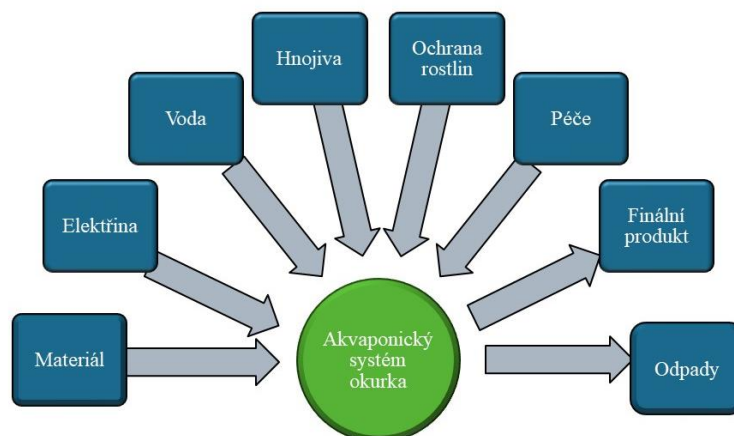 Hnojiva
Ochrana
rostlin
Voda
Péče
Elektřina
Finální
produkt
Materiál
Akvaponický
systém
okurka
Odpady